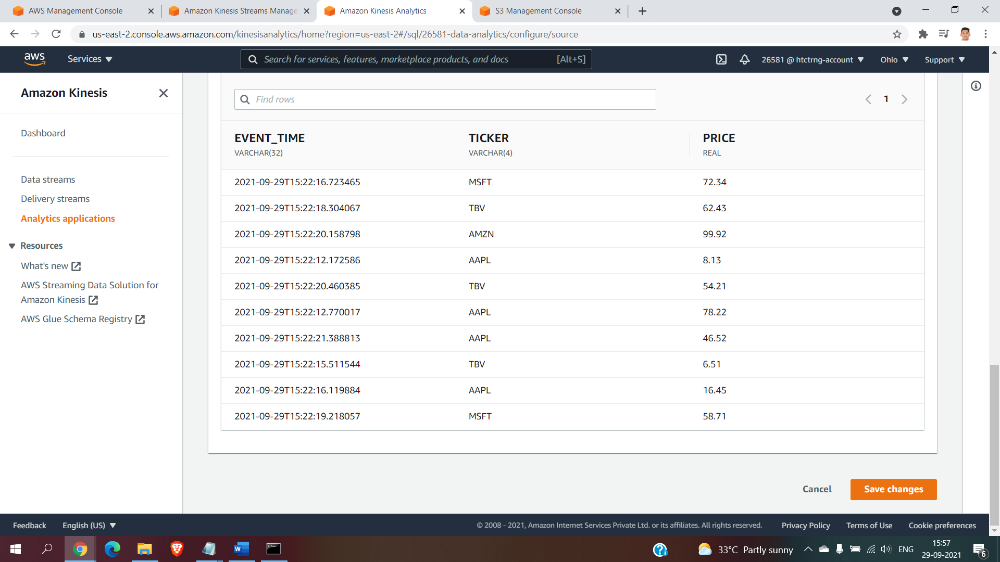 AWS Management Console
Amazon Kinesis Streams Manage
Amazon Kinesis Analytics
S3 Management Console
us-east-2.console.aws.amazon.com/kinesisanalytics/home?region=us-east-2#/sql/26581-data-analytics/configure/source
aws
Services
Search for services, features, marketplace products, and docs
[Alt+S]
26581 @ htctrng-account
Ohio
Support
Amazon Kinesis
Dashboard
Data streams
Delivery streams
Analytics applications
Resources
What's new
AWS Streaming Data Solution for
Amazon Kinesis
AWS Glue Schema Registry
Find rows
1
EVENT_TIME TICKER PRICE
VARCHAR(32) VARCHAR(4) REAL
2021-09-29T15:22:16.723465 MSFT 72.34
2021-09-29T15:22:18.304067 TBV 62.43
2021-09-29T15:22:20.158798 AMZN 99.92
2021-09-29T15:22:12.172586 AAPL 8.13
2021-09-29T15:22:20.460385 TBV 54.21
2021-09-29T15:22:12.770017 AAPL 78.22
2021-09-29T15:22:21.388813 AAPL 46.52
2021-09-29T15:22:15.511544 TBV 6.51
2021-09-29T15:22:16.119884 AAPL 16.45
2021-09-29T15:22:19.218057 MSFT 58.71
Cancel
Save changes
Feedback
English (US)
© 2008 - 2021, Amazon Internet Services Private Ltd. or its affiliates. All rights reserved.
Privacy Policy
Terms of Use
Cookie preferences
33°C Partly sunny
ENG
15:57
29-09-2021
6